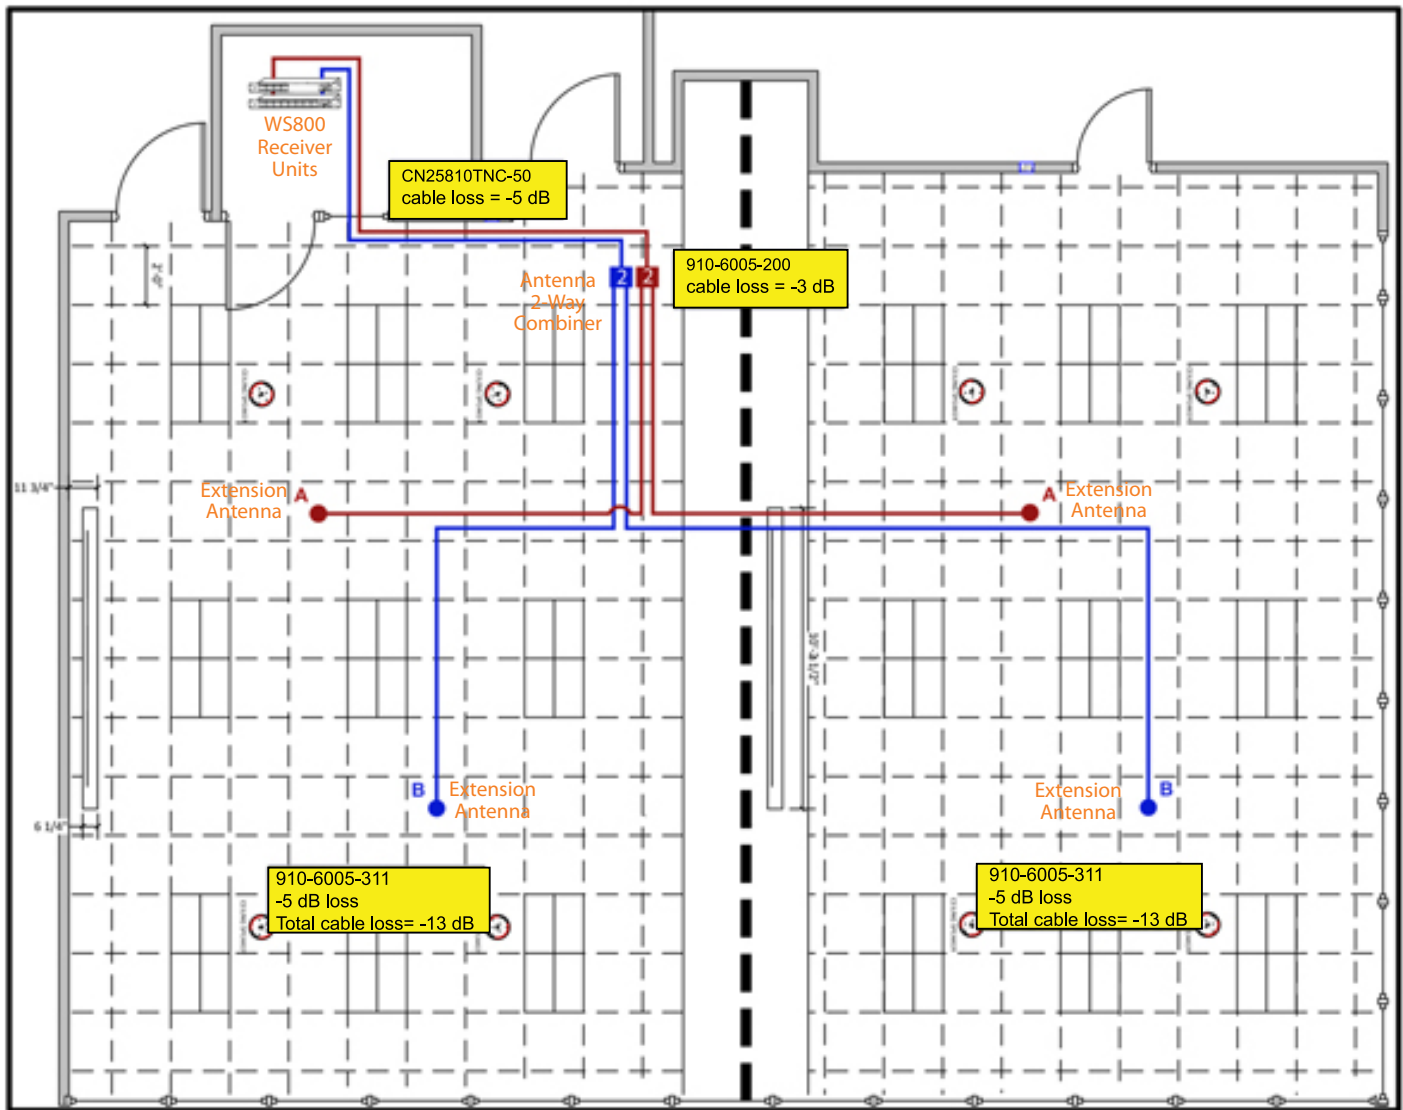 WS800
Receiver
Units
CN25810TNC-50
cable loss = -5 dB
910-6005-200
cable loss = -3 dB
Antenna
2-Way
Combiner
2
2
11 3/4"
Extension
Antenna
A
A
Extension
Antenna
B
Extension
Antenna
Extension
Antenna
B
6 1/4"
910-6005-311
-5 dB loss
Total cable loss= -13 dB
910-6005-311
-5 dB loss
Total cable loss= -13 dB